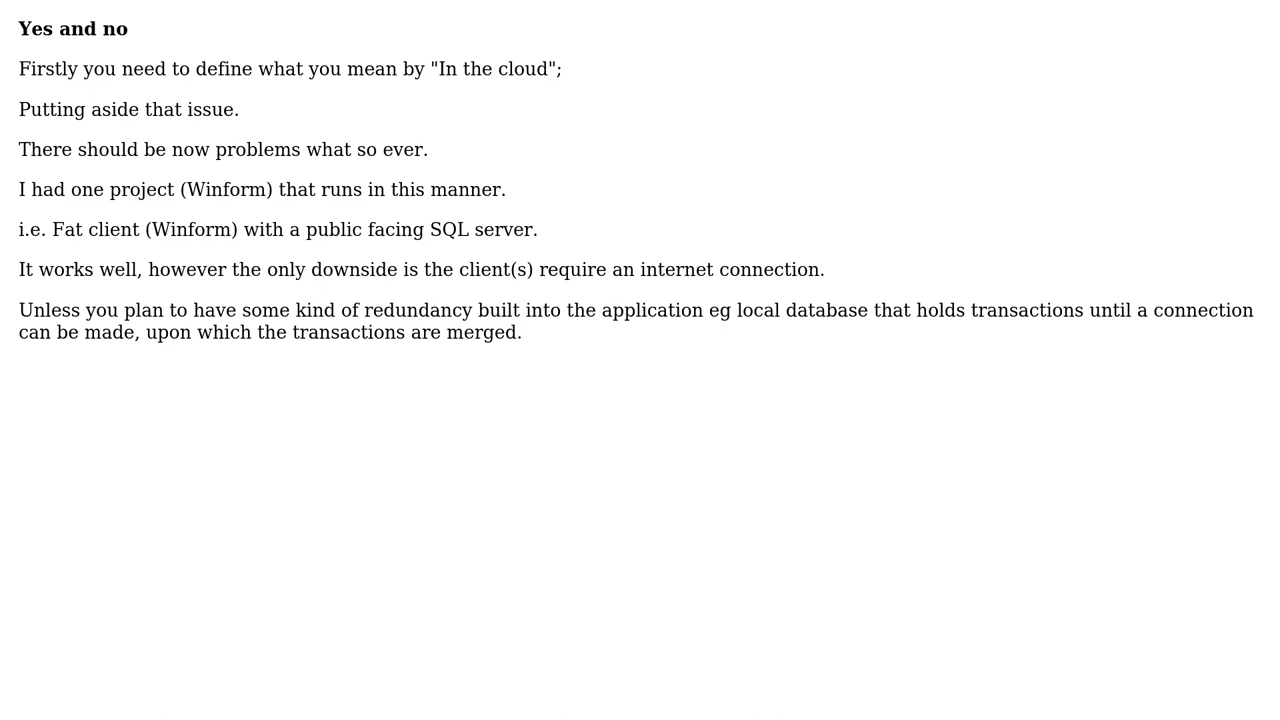 Yes and no
Firstly you need to define what you mean by "In the cloud";
Putting aside that issue.
There should be now problems what so ever.
I had one project (Winform) that runs in this manner.
i.e. Fat client (Winform) with a public facing SQL server.
It works well, however the only downside is the client(s) require an internet connection.
Unless you plan to have some kind of redundancy built into the application eg local database that holds transactions until a connection
can be made, upon which the transactions are merged.